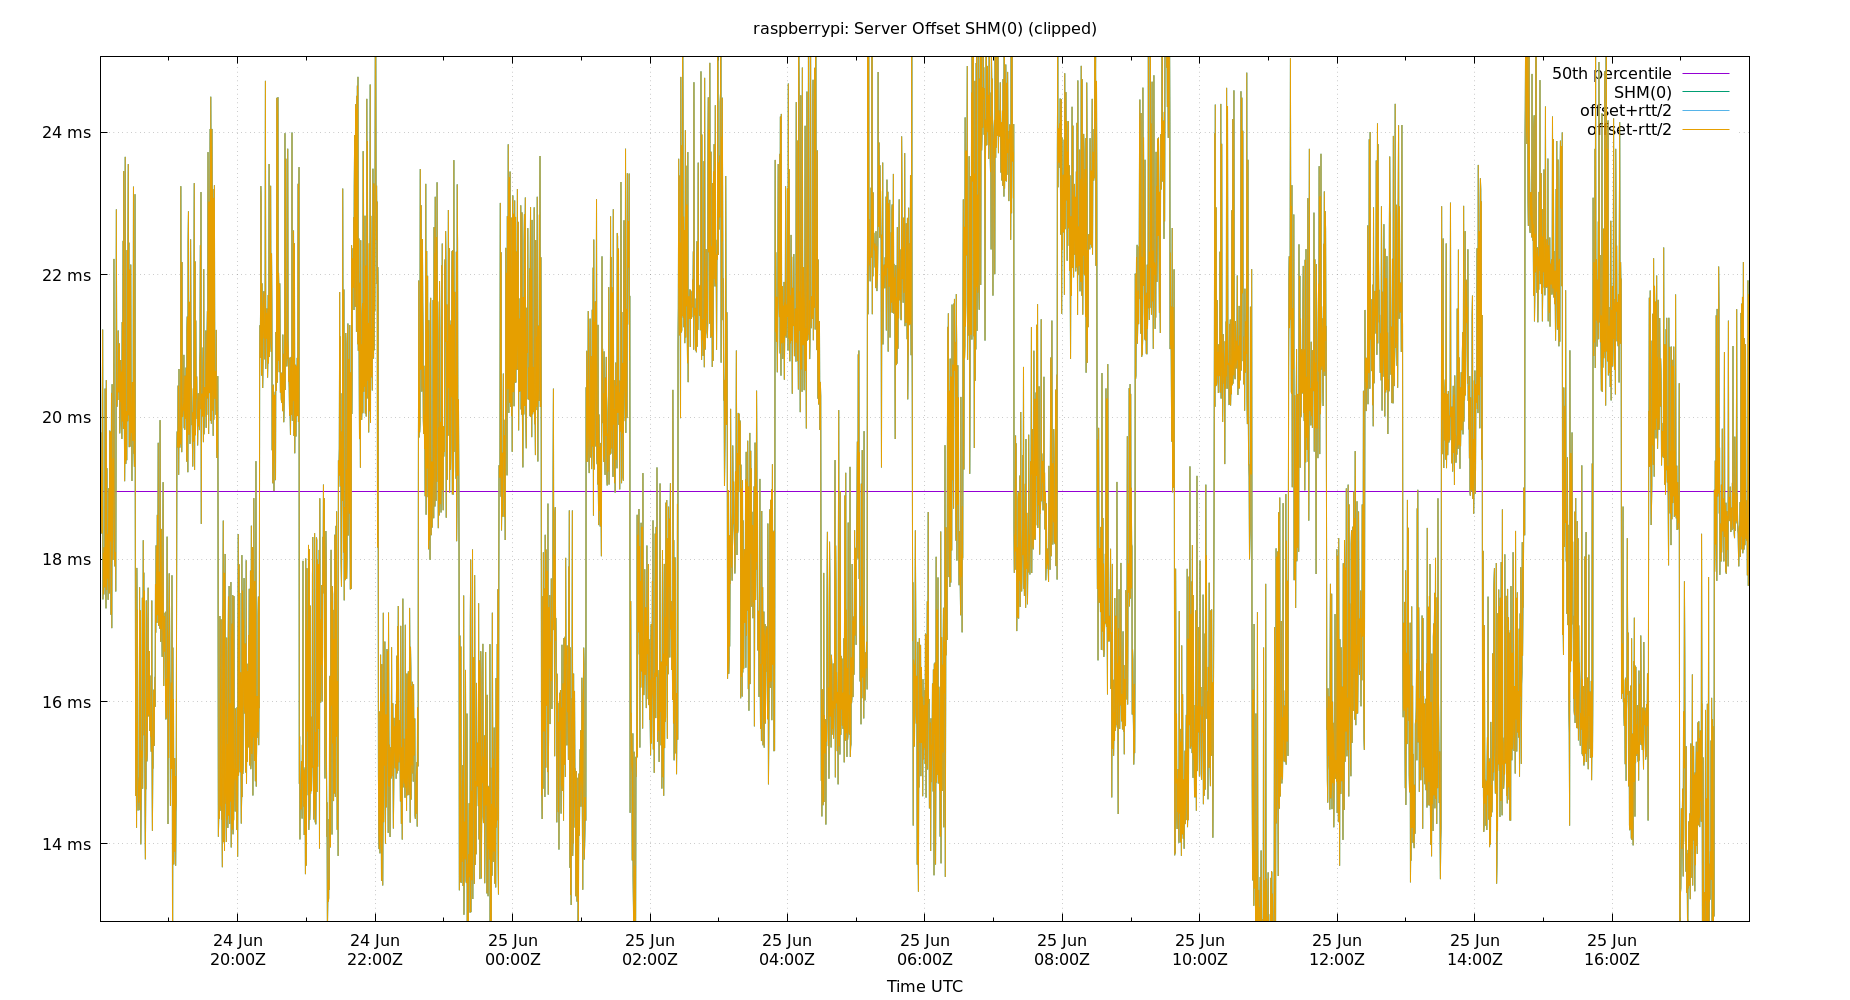 raspberrypi: Server Offset SHM(0) (clipped)
50th percentile
SHM(0)
offset+rtt/2
offset-rtt/2
24 ms
22 ms
20 ms
18 ms
16 ms
14 ms
24 Jun 24 Jun 25 Jun 25 Jun 25 Jun 25 Jun 25 Jun 25 Jun 25 Jun 25 Jun 25 Jun
20:00Z 22:00Z 00:00Z 02:00Z 04:00Z 06:00Z 08:00Z 10:00Z 12:00Z 14:00Z 16:00Z
Time UTC